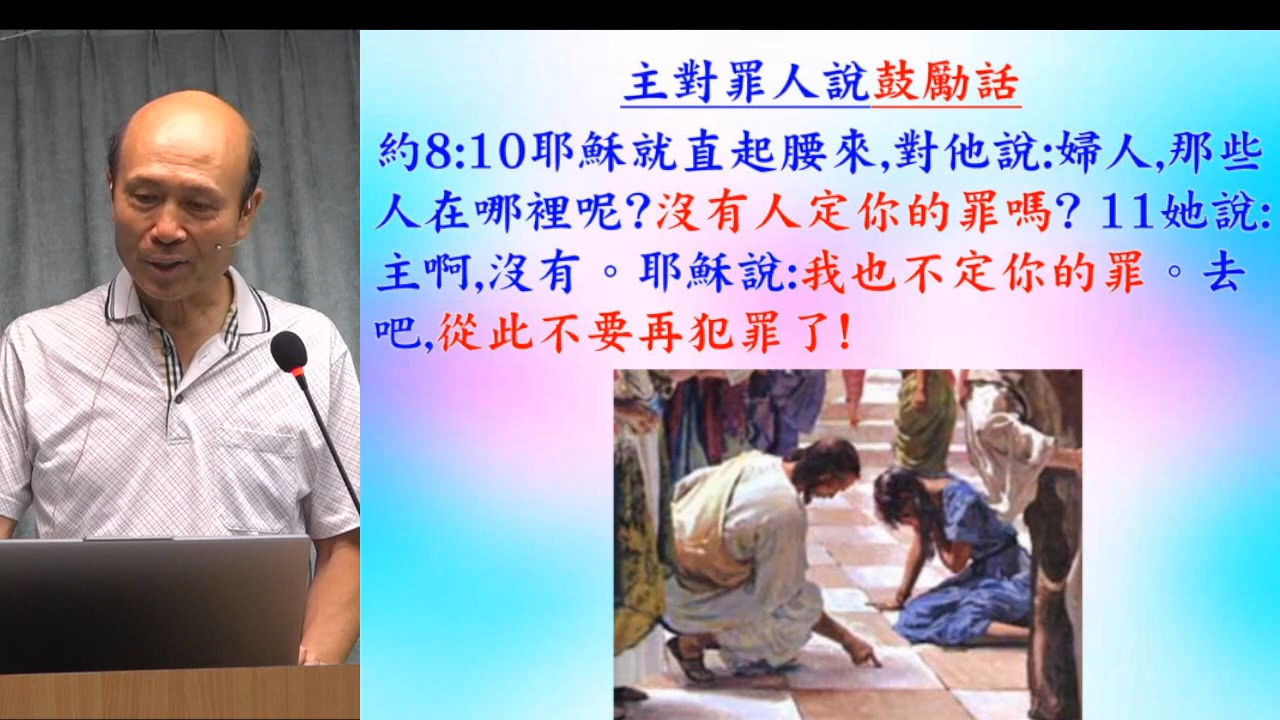 主對罪人說鼓勵話
約8:10耶穌就直起腰來,對他說:婦人,那些
人在哪裡呢?沒有人定你的罪嗎? 11她說:
主啊,沒有。耶穌說:我也不定你的罪。去
吧,從此不要再犯罪了!